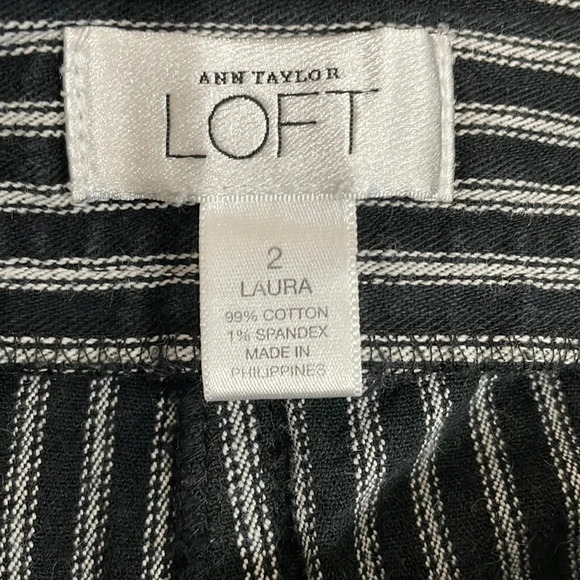 ANN TAYLOR
LOFT
2
LAURA
99% COTTON
1% SPANDEX
MADE IN
PHILIPPINES